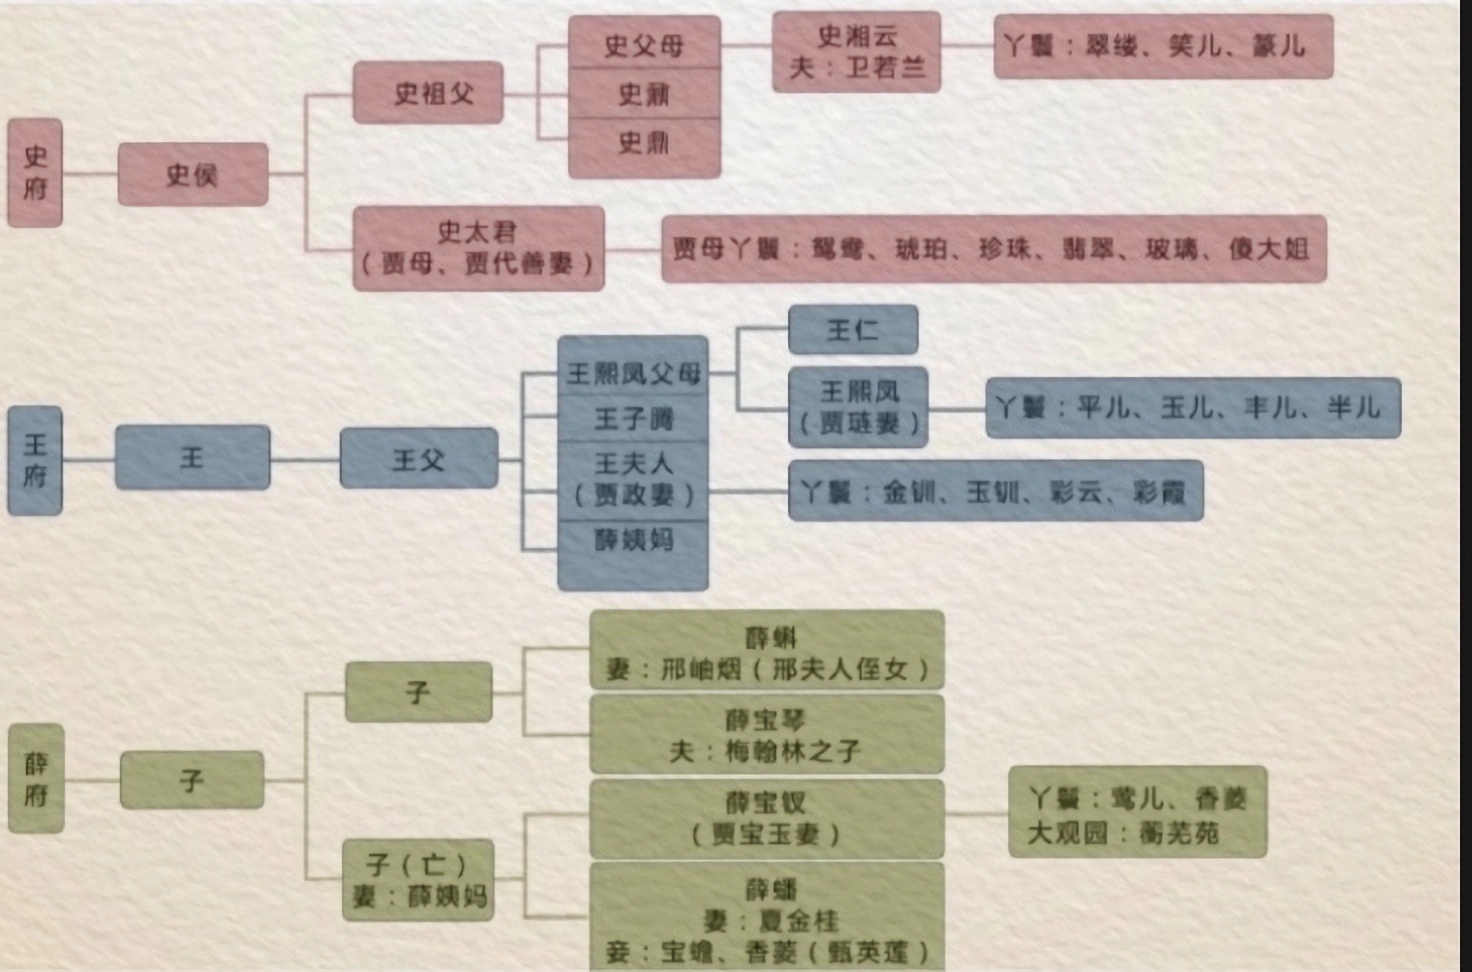 史府
史侯
史祖父
史父母
史鼐
史鼎
史湘云
夫：卫若兰
丫鬟：翠缕、笑儿、篆儿
史太君
（贾母、贾代善妻）
贾母丫鬟：鸳鸯、琥珀、珍珠、翡翠、玻璃、傻大姐
王府
王
王父
王熙凤父母
王子腾
王夫人
（贾政妻）
薛姨妈
王仁
王熙凤
（贾琏妻）
丫鬟：平儿、玉儿、丰儿、半儿
丫鬟：金钏、玉钏、彩云、彩霞
薛府
子
子
薛蝌
妻：邢岫烟（邢夫人侄女）
薛宝琴
夫：梅翰林之子
子（亡）
妻：薛姨妈
薛宝钗
（贾宝玉妻）
丫鬟：莺儿、香菱
大观园：蘅芜苑
薛蟠
妻：夏金桂
妾：宝蟾、香菱（甄英莲）